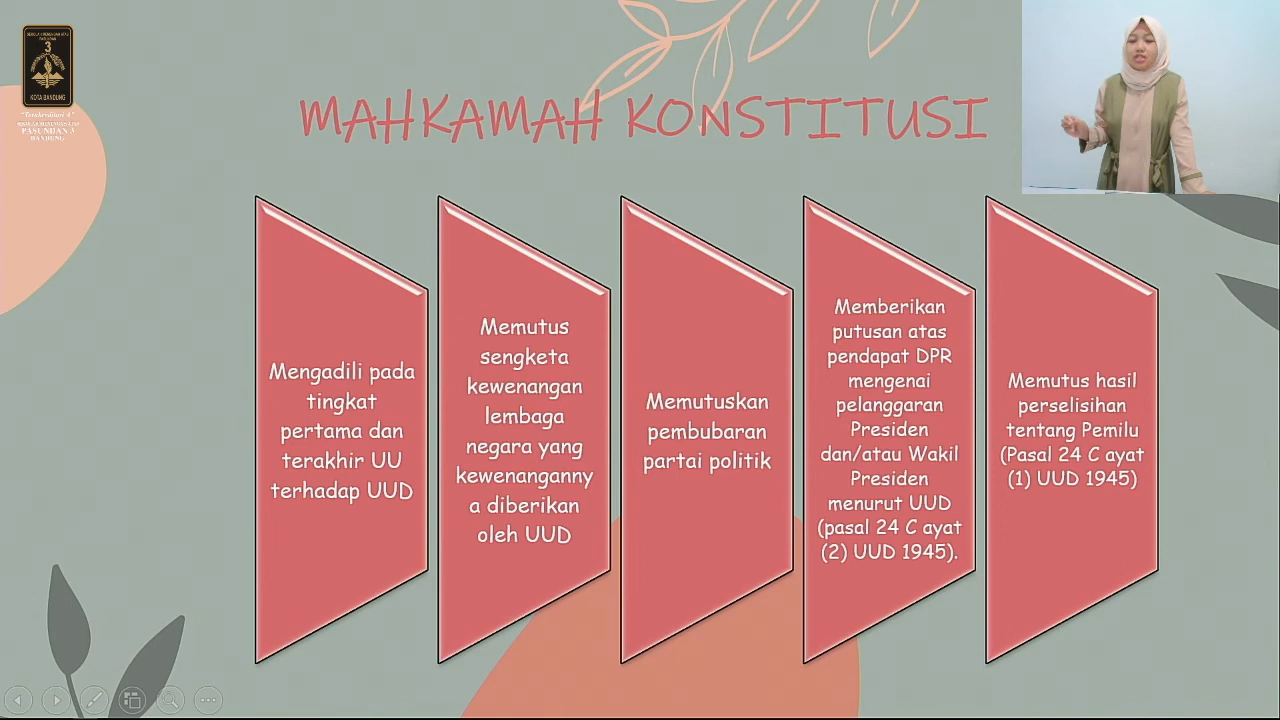 3
KOTA BANDUNG
"Terakreditasi A"
PASUNDAN 3
BANDUNG
MAHKAMAH KONSTITUSI
Mengadili pada
tingkat
pertama dan
terakhir UU
terhadap UUD
Memutus
sengketa
kewenangan
lembaga
negara yang
kewenanganny
a diberikan
oleh UUD
Memutuskan
pembubaran
partai politik
Memberikan
putusan atas
pendapat DPR
mengenai
pelanggaran
Presiden
dan/atau Wakil
Presiden
menurut UUD
(pasal 24 C ayat
(2) UUD 1945).
Memutus hasil
perselisihan
tentang Pemilu
(Pasal 24 C ayat
(1) UUD 1945)